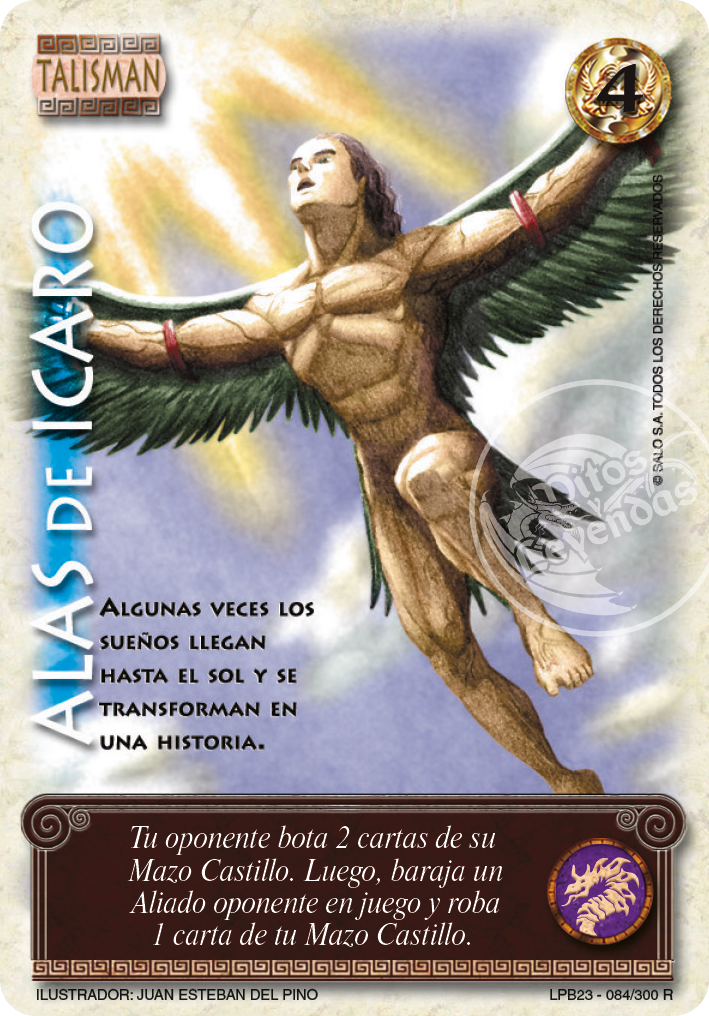 TALISMAN
4
ALAS DE ICARO
© SALO S.A. TODOS LOS DERECHOS RESERVADOS
Mitos
y
Leyendas
ALGUNAS VECES LOS
SUEÑOS LLEGAN
HASTA EL SOL Y SE
TRANSFORMAN EN
UNA HISTORIA.
Tu oponente bota 2 cartas de su
Mazo Castillo. Luego, baraja un
Aliado oponente en juego y roba
1 carta de tu Mazo Castillo.
ILUSTRADOR: JUAN ESTEBAN DEL PINO
LPB23 - 084/300 R